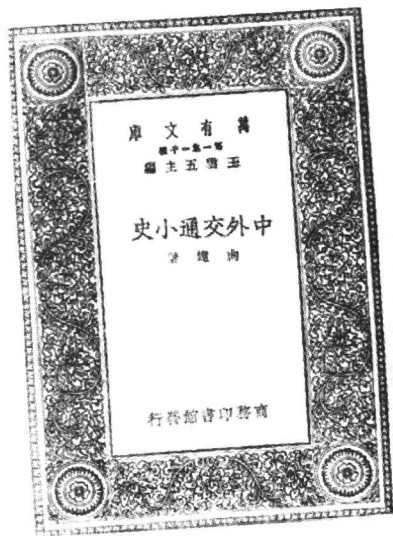 萬有文庫
第一集一千種
王雲五主編
中外交通小史
向達著
商務印書館發行